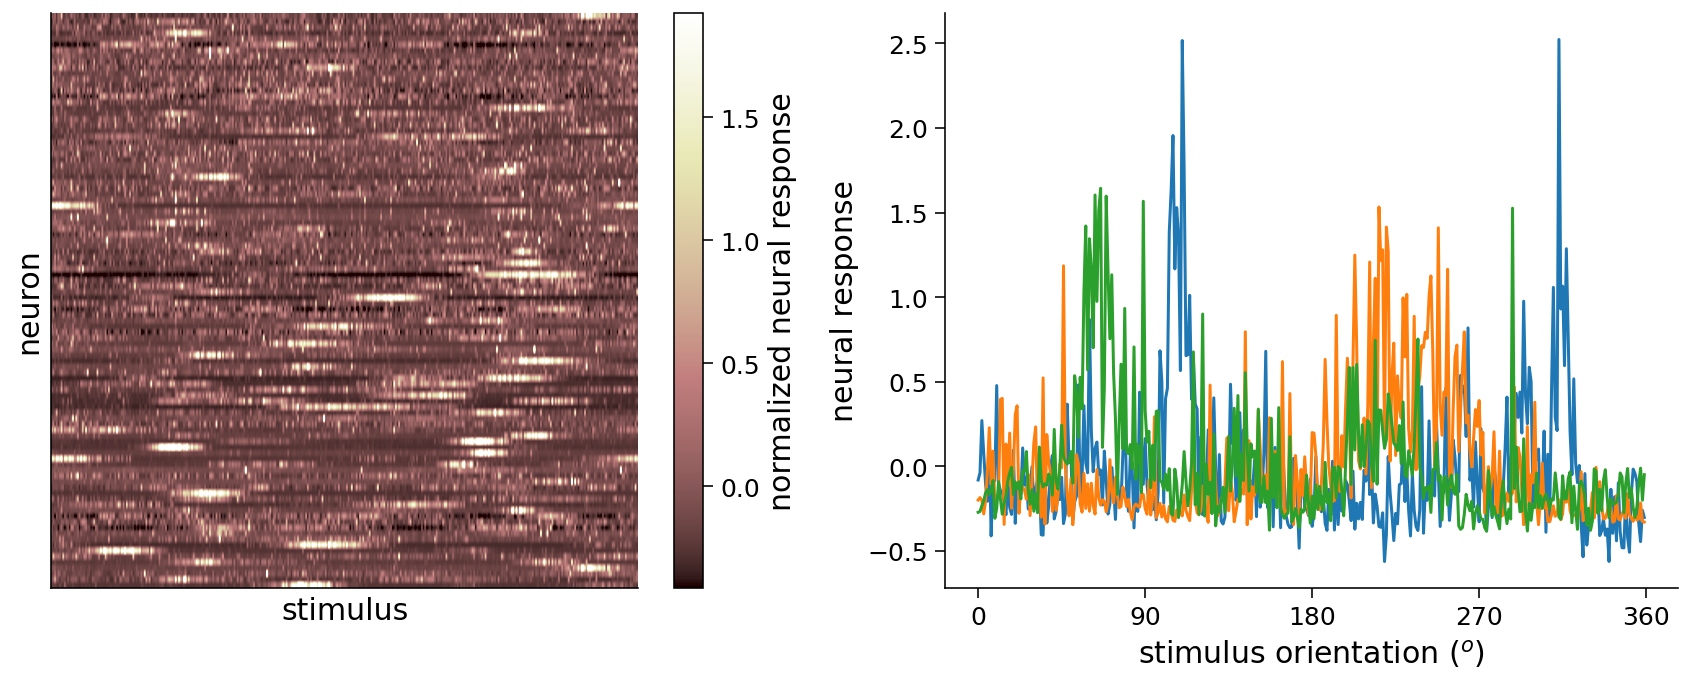 neuron
stimulus
1.5
1.0
0.5
0.0
normalized neural response
neural response
2.5
2.0
1.5
1.0
0.5
0.0
−0.5
0 90 180 270 360
stimulus orientation (°)